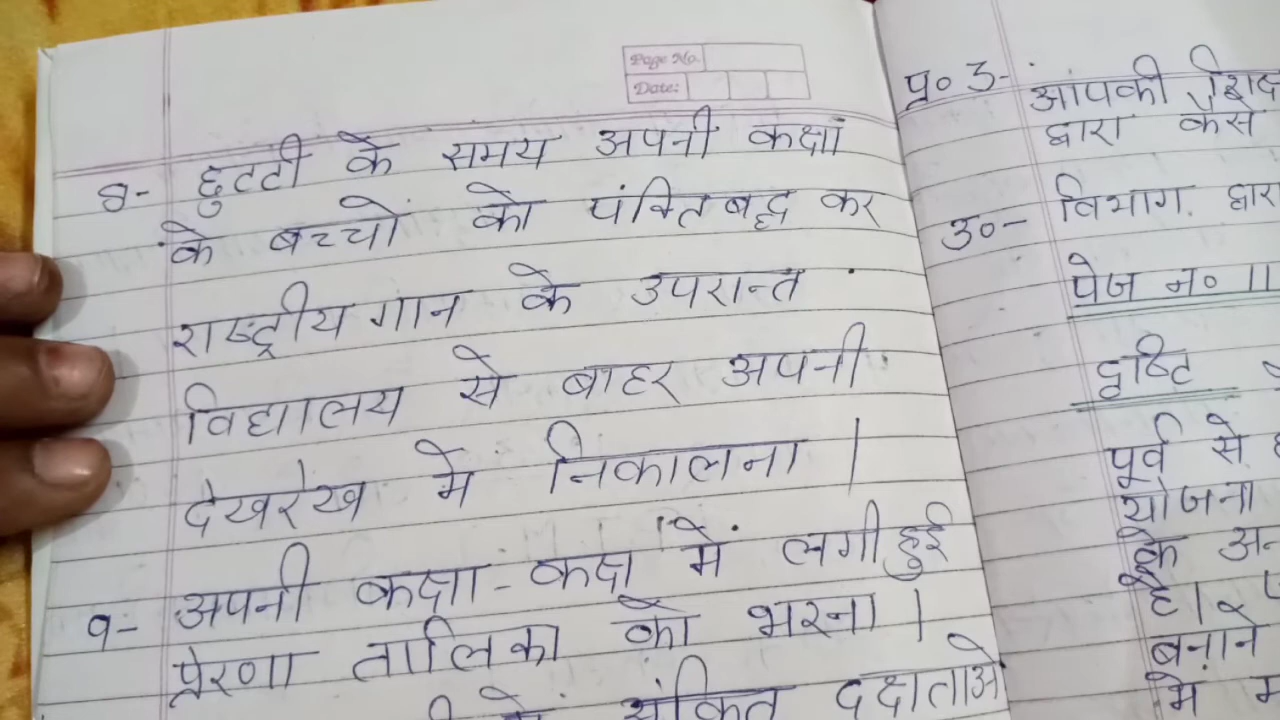 Page No.
Date:
8- छुटटी के समय अपनी कक्षा
के बच्चों को पंक्तिबद्ध कर
राष्ट्रीय गान के उपरान्त
विद्यालय से बाहर अपनी
देखरेख में निकालना ।
9- अपनी कक्षा-कक्ष में लगी हुई
प्रेरणा तालिका को भरना ।
दक्षताओ
प्र० 3- आपकी
द्वारा कैसे
उ०- विभाग द्वारा
पेज न० 11
दृष्टि
पूर्व से
योजना
के
है।
बनाने
मे